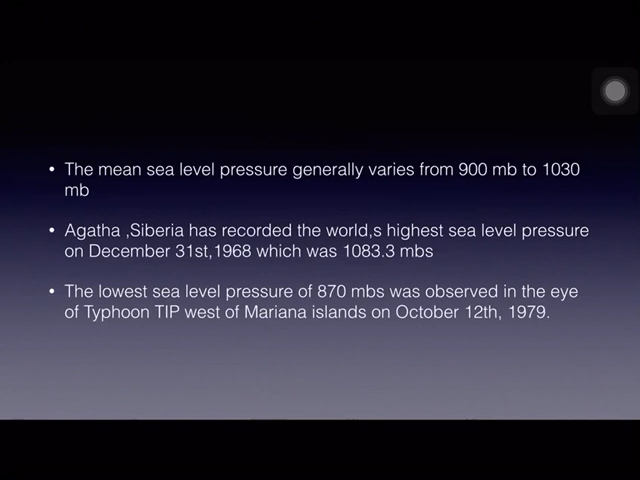 • The mean sea level pressure generally varies from 900 mb to 1030
mb
• Agatha ,Siberia has recorded the world,s highest sea level pressure
on December 31st,1968 which was 1083.3 mbs
• The lowest sea level pressure of 870 mbs was observed in the eye
of Typhoon TIP west of Mariana islands on October 12th, 1979.